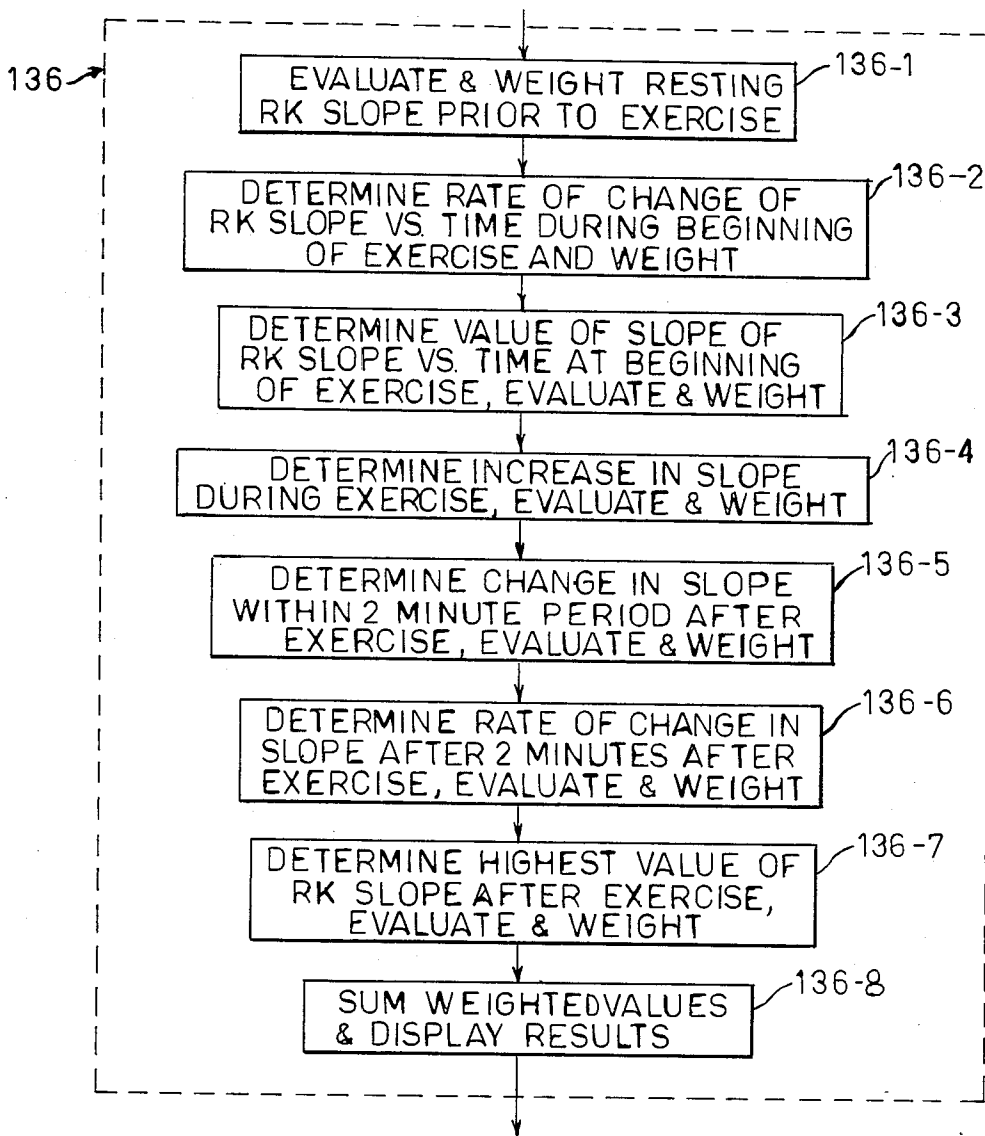 136
136-1
EVALUATE & WEIGHT RESTING
RK SLOPE PRIOR TO EXERCISE
136-2
DETERMINE RATE OF CHANGE OF
RK SLOPE VS. TIME DURING BEGINNING
OF EXERCISE AND WEIGHT
136-3
DETERMINE VALUE OF SLOPE OF
RK SLOPE VS. TIME AT BEGINNING
OF EXERCISE, EVALUATE & WEIGHT
136-4
DETERMINE INCREASE IN SLOPE
DURING EXERCISE, EVALUATE & WEIGHT
136-5
DETERMINE CHANGE IN SLOPE
WITHIN 2 MINUTE PERIOD AFTER
EXERCISE, EVALUATE & WEIGHT
136-6
DETERMINE RATE OF CHANGE IN
SLOPE AFTER 2 MINUTES AFTER
EXERCISE, EVALUATE & WEIGHT
136-7
DETERMINE HIGHEST VALUE OF
RK SLOPE AFTER EXERCISE,
EVALUATE & WEIGHT
136-8
SUM WEIGHTED VALUES
& DISPLAY RESULTS